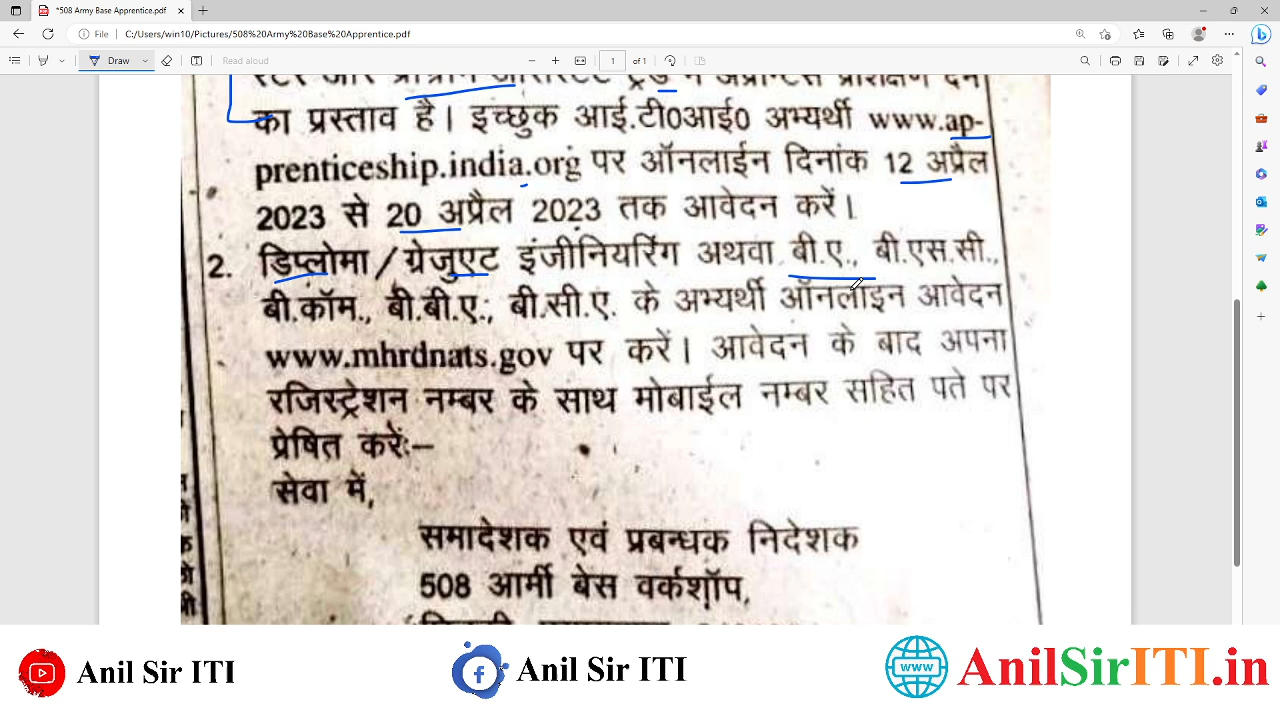 *508 Army Base Apprentice.pdf
File C:/Users/win10/Pictures/508%20Army%20Base%20Apprentice.pdf
Draw Read aloud 1 of 1
का प्रस्ताव है। इच्छुक आई.टी0आई0 अभ्यर्थी www.ap-
prenticeship.india.org पर ऑनलाईन दिनांक 12 अप्रैल
2023 से 20 अप्रैल 2023 तक आवेदन करें।
2. डिप्लोमा/ग्रेजुएट इंजीनियरिंग अथवा बी.ए., बी.एस.सी.,
बी.कॉम., बी.बी.ए.; बी.सी.ए. के अभ्यर्थी ऑनलाइन आवेदन
www.mhrdnats.gov पर करें। आवेदन के बाद अपना
रजिस्ट्रेशन नम्बर के साथ मोबाईल नम्बर सहित पते पर
प्रेषित करें:–
सेवा में,
समादेशक एवं प्रबन्धक निदेशक
508 आर्मी बेस वर्कशॉप,
Anil Sir ITI
f Anil Sir ITI
www AnilSirITI.in